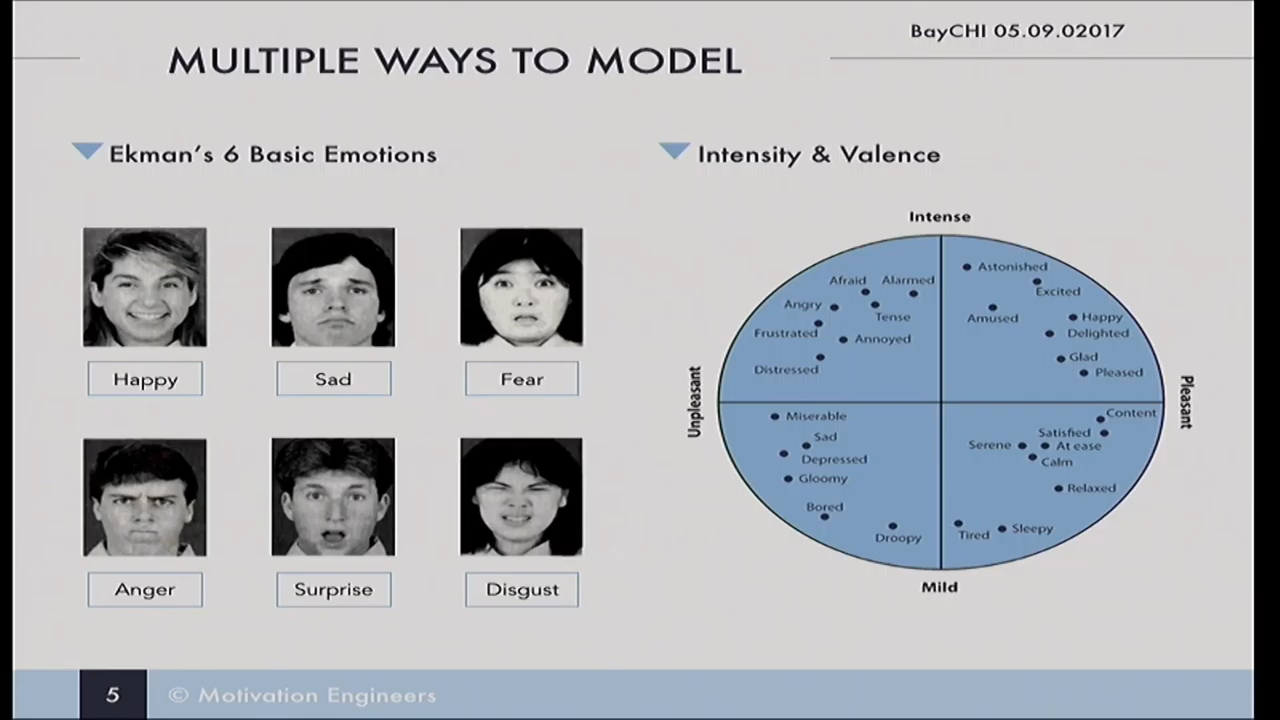 BayCHI 05.09.02017
MULTIPLE WAYS TO MODEL
Ekman's 6 Basic Emotions
Happy
Sad
Fear
Anger
Surprise
Disgust
Intensity & Valence
Intense
Astonished
Afraid
Alarmed
Excited
Angry
Tense
Amused
Happy
Frustrated
Annoyed
Delighted
Glad
Distressed
Pleased
Unpleasant
Pleasant
Miserable
Content
Sad
Satisfied
Serene
At ease
Depressed
Calm
Gloomy
Relaxed
Bored
Droopy
Tired
Sleepy
Mild
5
© Motivation Engineers